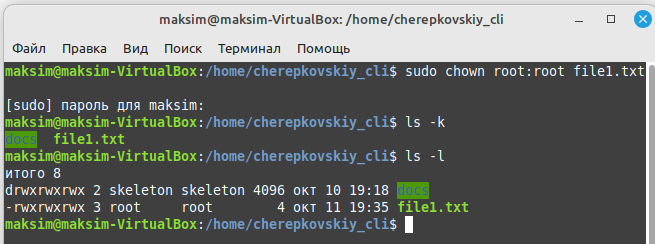 maksim@maksim-VirtualBox: /home/cherepkovskiy_cli
Файл Правка Вид Поиск Терминал Помощь
maksim@maksim-VirtualBox:/home/cherepkovskiy_cli$ sudo chown root:root file1.txt
[sudo] пароль для maksim:
maksim@maksim-VirtualBox:/home/cherepkovskiy_cli$ ls -k
docs file1.txt
maksim@maksim-VirtualBox:/home/cherepkovskiy_cli$ ls -l
итого 8
drwxrwxrwx 2 skeleton skeleton 4096 окт 10 19:18 docs
-rwxrwxrwx 3 root root 4 окт 11 19:35 file1.txt
maksim@maksim-VirtualBox:/home/cherepkovskiy_cli$